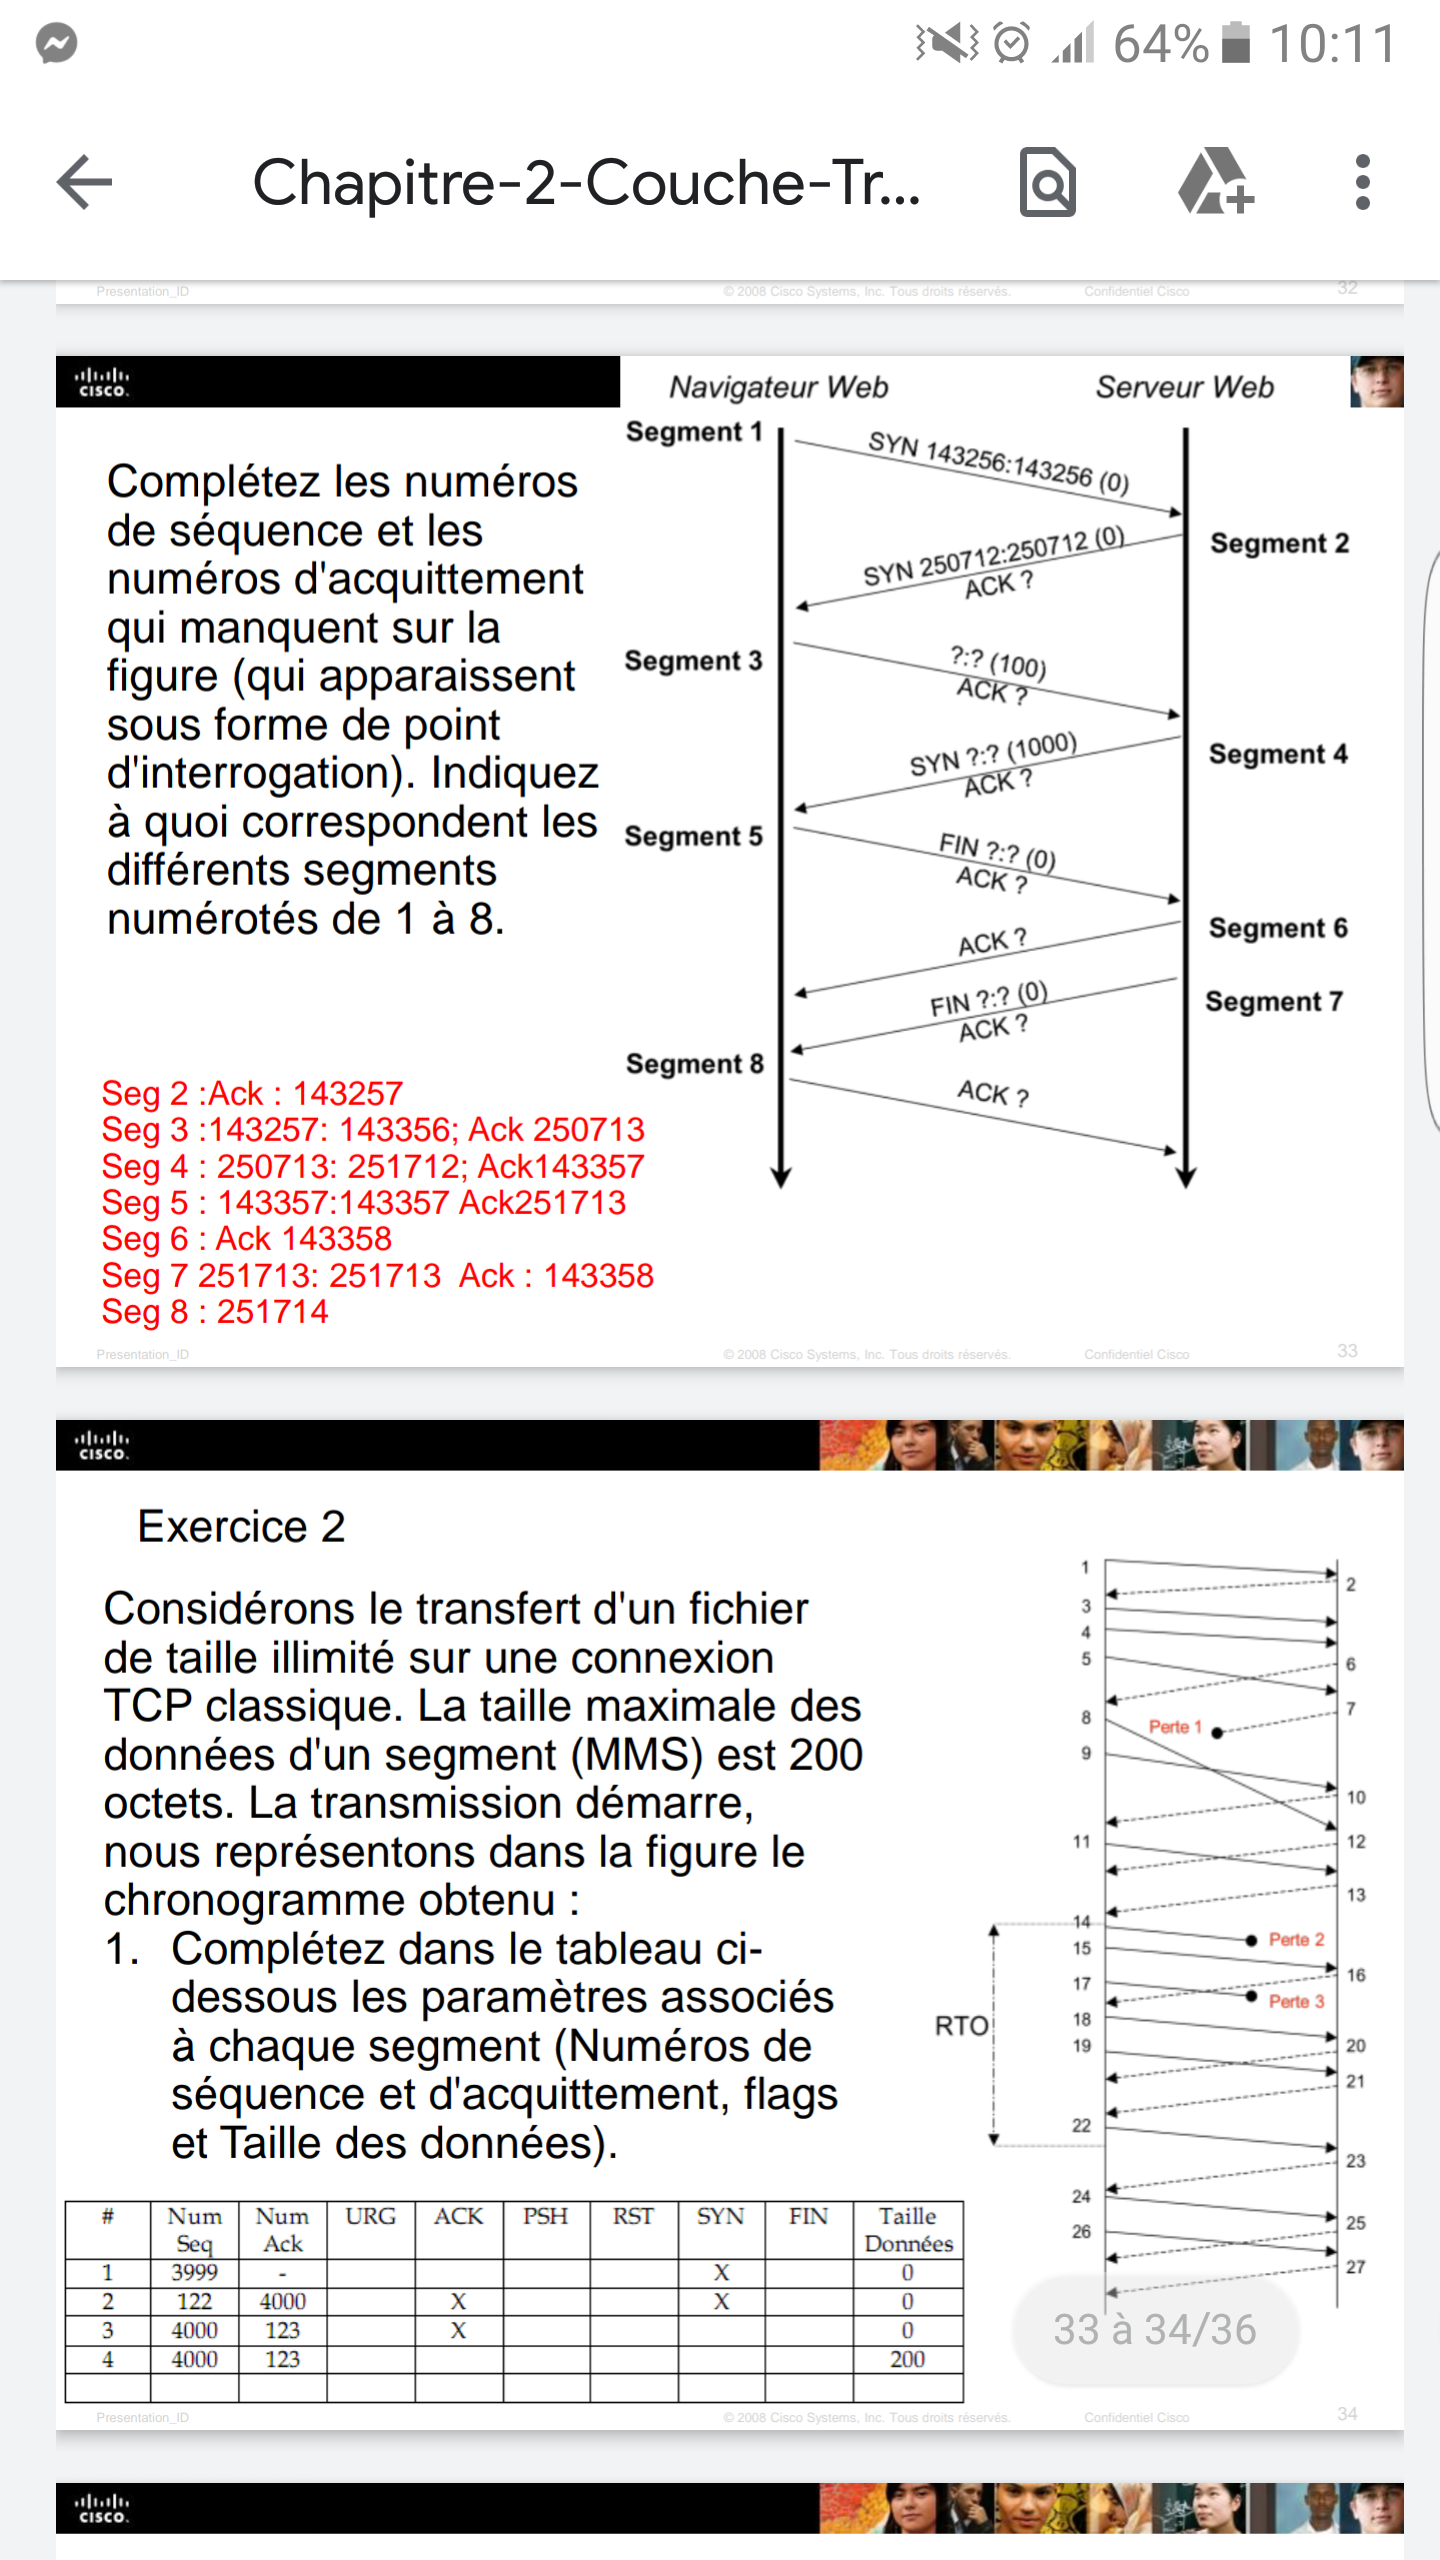 64% 10:11
Chapitre-2-Couche-Tr...
Presentation_ID © 2008 Cisco Systems, Inc. Tous droits réservés. Confidentiel Cisco 32
CISCO.
Navigateur Web Serveur Web
Complétez les numéros
de séquence et les
numéros d'acquittement
qui manquent sur la
figure (qui apparaissent
sous forme de point
d'interrogation). Indiquez
à quoi correspondent les
différents segments
numérotés de 1 à 8.
Segment 1
SYN 143256:143256 (0)
Segment 2
SYN 250712:250712 (0)
ACK ?
Segment 3
?:? (100)
ACK ?
Segment 4
SYN ?:? (1000)
ACK ?
Segment 5
FIN ?:? (0)
ACK ?
Segment 6
ACK ?
Segment 7
FIN ?:? (0)
ACK ?
Segment 8
ACK ?
Seg 2 :Ack : 143257
Seg 3 :143257: 143356; Ack 250713
Seg 4 : 250713: 251712; Ack143357
Seg 5 : 143357:143357 Ack251713
Seg 6 : Ack 143358
Seg 7 251713: 251713 Ack : 143358
Seg 8 : 251714
Presentation_ID © 2008 Cisco Systems, Inc. Tous droits réservés. Confidentiel Cisco 33
CISCO.
Exercice 2
Considérons le transfert d'un fichier
de taille illimité sur une connexion
TCP classique. La taille maximale des
données d'un segment (MMS) est 200
octets. La transmission démarre,
nous représentons dans la figure le
chronogramme obtenu :
1. Complétez dans le tableau ci-
dessous les paramètres associés
à chaque segment (Numéros de
séquence et d'acquittement, flags
et Taille des données).
1
2
3
4
5
6
7
8
Perte 1
9
10
11
12
13
14
15
Perte 2
16
17
Perte 3
RTO
18
19
20
21
22
23
24
25
26
27
# Num Seq Num Ack URG ACK PSH RST SYN FIN Taille Données
1 3999 - X 0
2 122 4000 X X 0
3 4000 123 X 0
4 4000 123 200
33 à 34/36
Presentation_ID © 2008 Cisco Systems, Inc. Tous droits réservés. Confidentiel Cisco 34
CISCO.